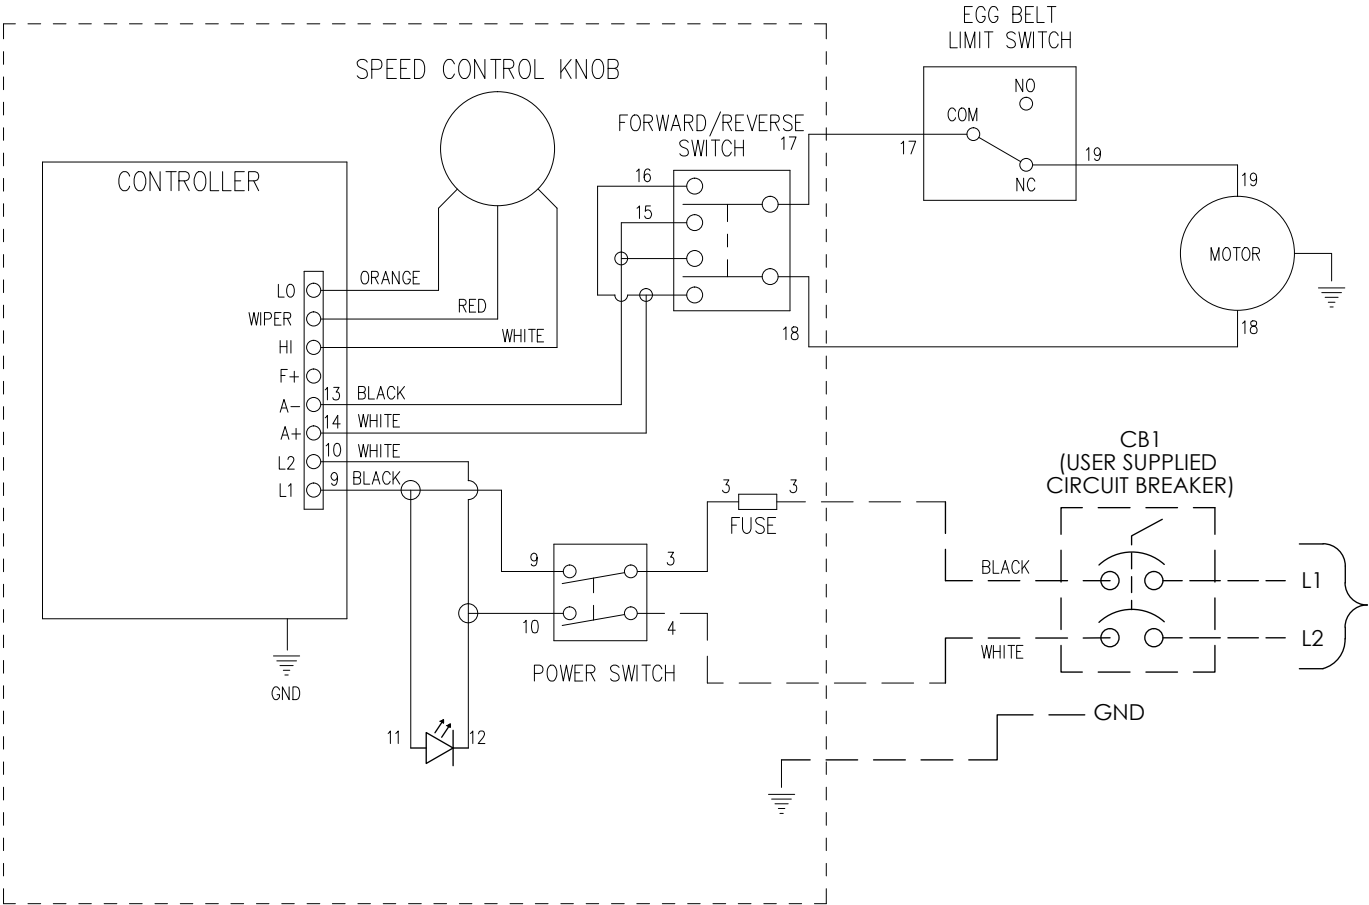 EGG BELT
LIMIT SWITCH
SPEED CONTROL KNOB
NO
COM
FORWARD/REVERSE
SWITCH
17
17
19
NC
16
15
19
CONTROLLER
MOTOR
LO
ORANGE
WIPER
RED
HI
WHITE
18
18
F+
A-
13
BLACK
A+
14
WHITE
L2
10
WHITE
L1
9
BLACK
CB1
(USER SUPPLIED
CIRCUIT BREAKER)
3
3
FUSE
9
3
BLACK
L1
10
4
WHITE
L2
POWER SWITCH
GND
GND
11
12